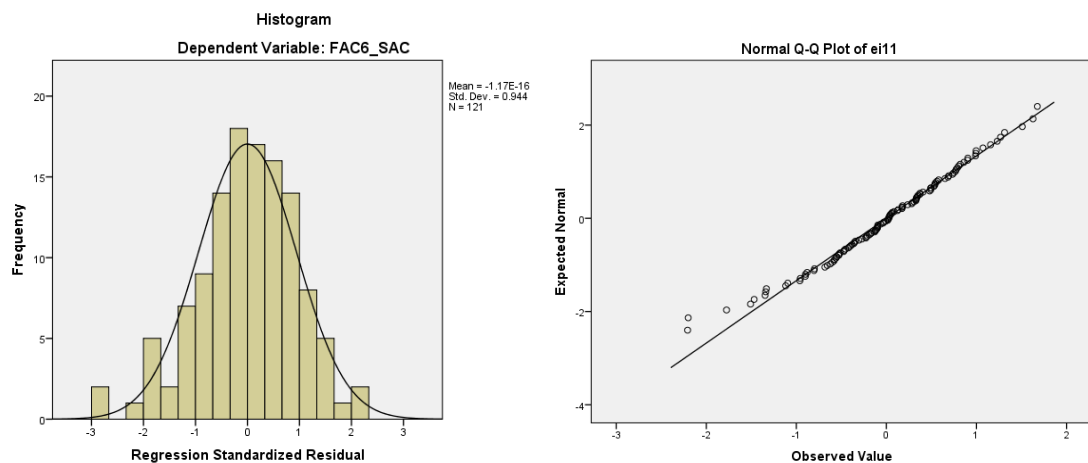 Histogram
Dependent Variable: FAC6_SAC
Mean = -1.17E-16
Std. Dev. = 0.944
N = 121
20
15
10
5
0
-3 -2 -1 0 1 2 3
Frequency
Regression Standardized Residual
Normal Q-Q Plot of ei11
2
0
-2
-4
-3 -2 -1 0 1 2
Expected Normal
Observed Value